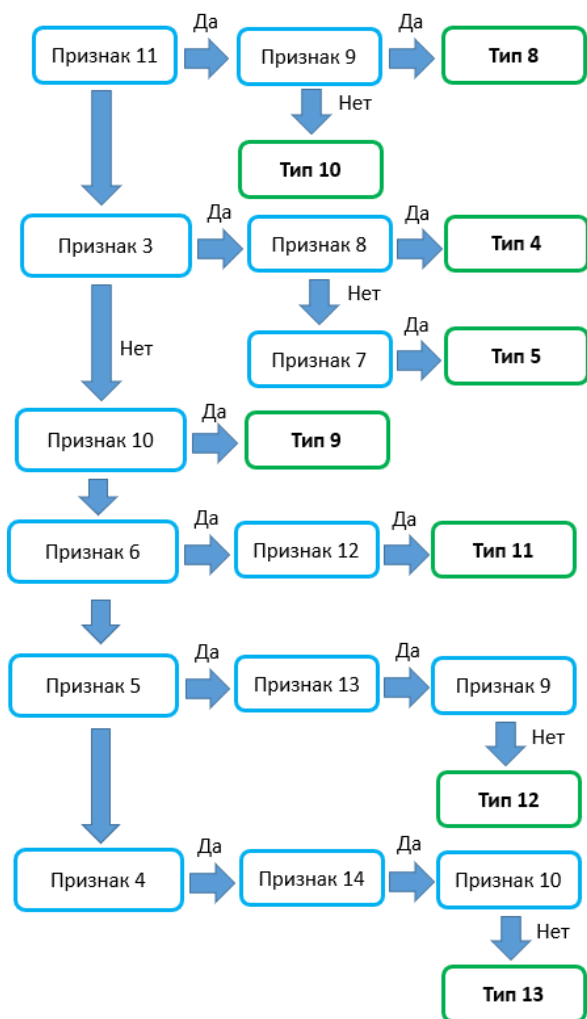 Да
Да
Признак 11
Признак 9
Тип 8
Нет
Тип 10
Да
Да
Признак 3
Признак 8
Тип 4
Нет
Да
Нет
Признак 7
Тип 5
Да
Признак 10
Тип 9
Да
Да
Признак 6
Признак 12
Тип 11
Да
Да
Признак 5
Признак 13
Признак 9
Нет
Тип 12
Да
Да
Признак 4
Признак 14
Признак 10
Нет
Тип 13